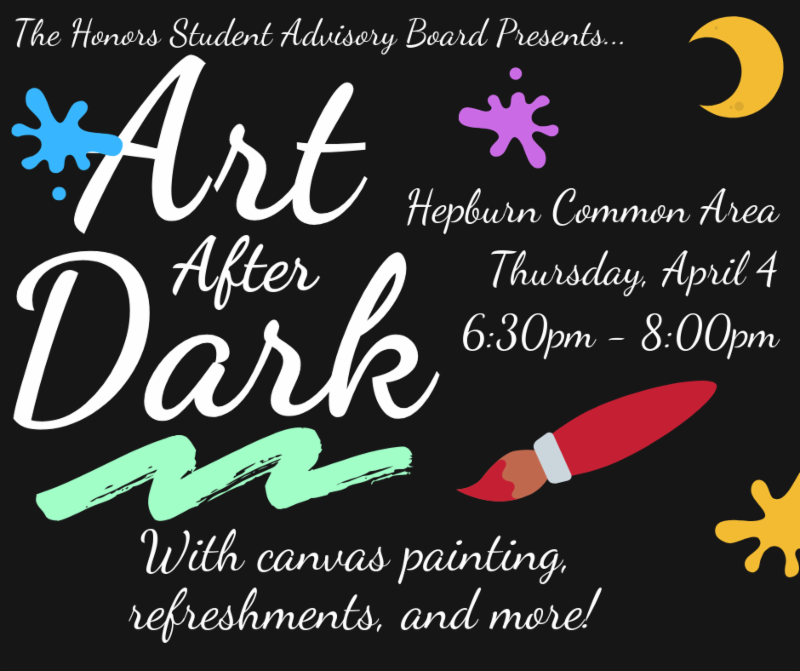 The Honors Student Advisory Board Presents...
Art
After
Dark
Hepburn Common Area
Thursday, April 4
6:30pm - 8:00pm
With canvas painting,
refreshments, and more!